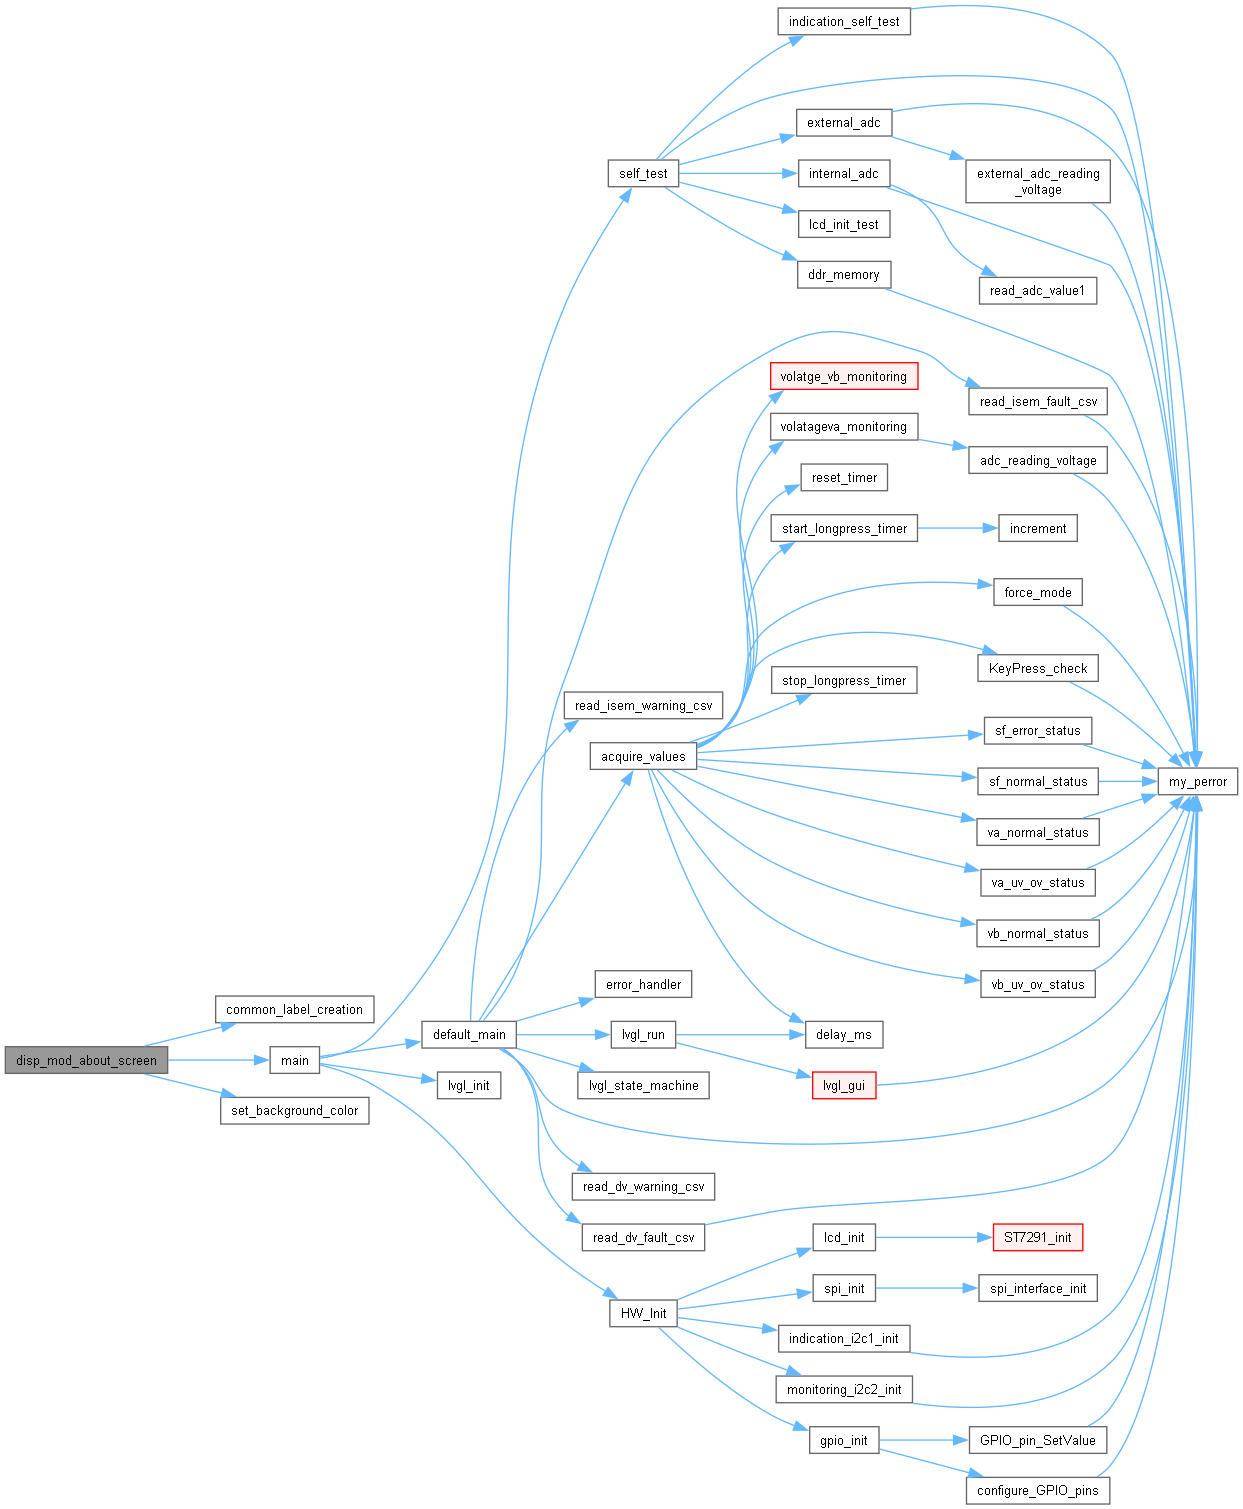 indication_self_test
external_adc
self_test
internal_adc
external_adc_reading
_voltage
lcd_init_test
ddr_memory
read_adc_value1
volatge_vb_monitoring
read_isem_fault_csv
volatageva_monitoring
adc_reading_voltage
reset_timer
start_longpress_timer
increment
force_mode
KeyPress_check
stop_longpress_timer
read_isem_warning_csv
sf_error_status
acquire_values
sf_normal_status
my_perror
va_normal_status
va_uv_ov_status
vb_normal_status
error_handler
vb_uv_ov_status
common_label_creation
default_main
lvgl_run
delay_ms
disp_mod_about_screen
main
lvgl_init
lvgl_state_machine
lvgl_gui
set_background_color
read_dv_warning_csv
read_dv_fault_csv
lcd_init
ST7291_init
spi_init
spi_interface_init
HW_Init
indication_i2c1_init
monitoring_i2c2_init
gpio_init
GPIO_pin_SetValue
configure_GPIO_pins